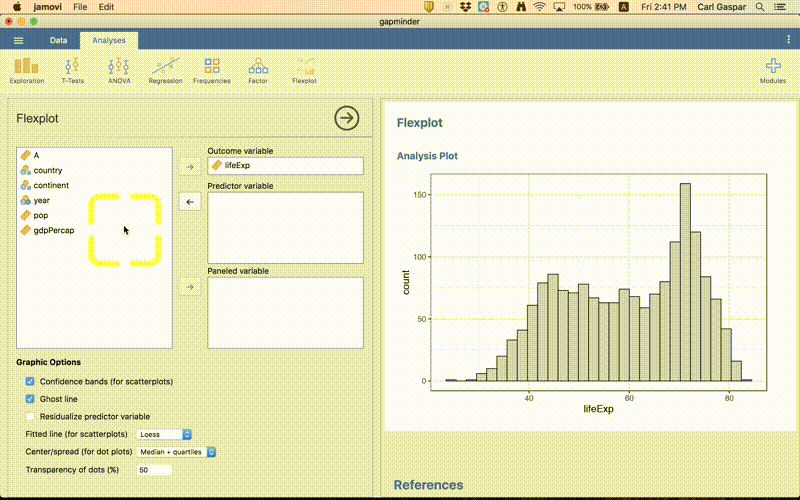 jamovi File Edit 100% A Fri 2:41 PM Carl Gaspar
gapminder
Data Analyses
Exploration T-Tests ANOVA Regression Frequencies Factor Flexplot Modules
Flexplot
A
country
continent
year
pop
gdpPercap
Outcome variable
lifeExp
Predictor variable
Paneled variable
Graphic Options
Confidence bands (for scatterplots)
Ghost line
Residualize predictor variable
Fitted line (for scatterplots) Loess
Center/spread (for dot plots) Median + quartiles
Transparency of dots (%) 50
Flexplot
Analysis Plot
150
100
50
0
count
40 60 80
lifeExp
References